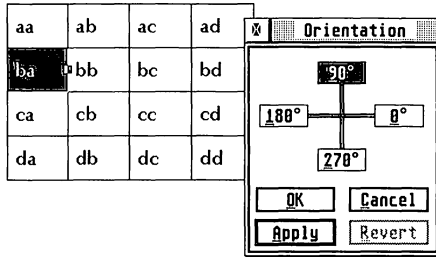 aa ab ac ad
ba bb bc bd
ca cb cc cd
da db dc dd
Orientation
90°
180° 0°
270°
OK Cancel
Apply Revert